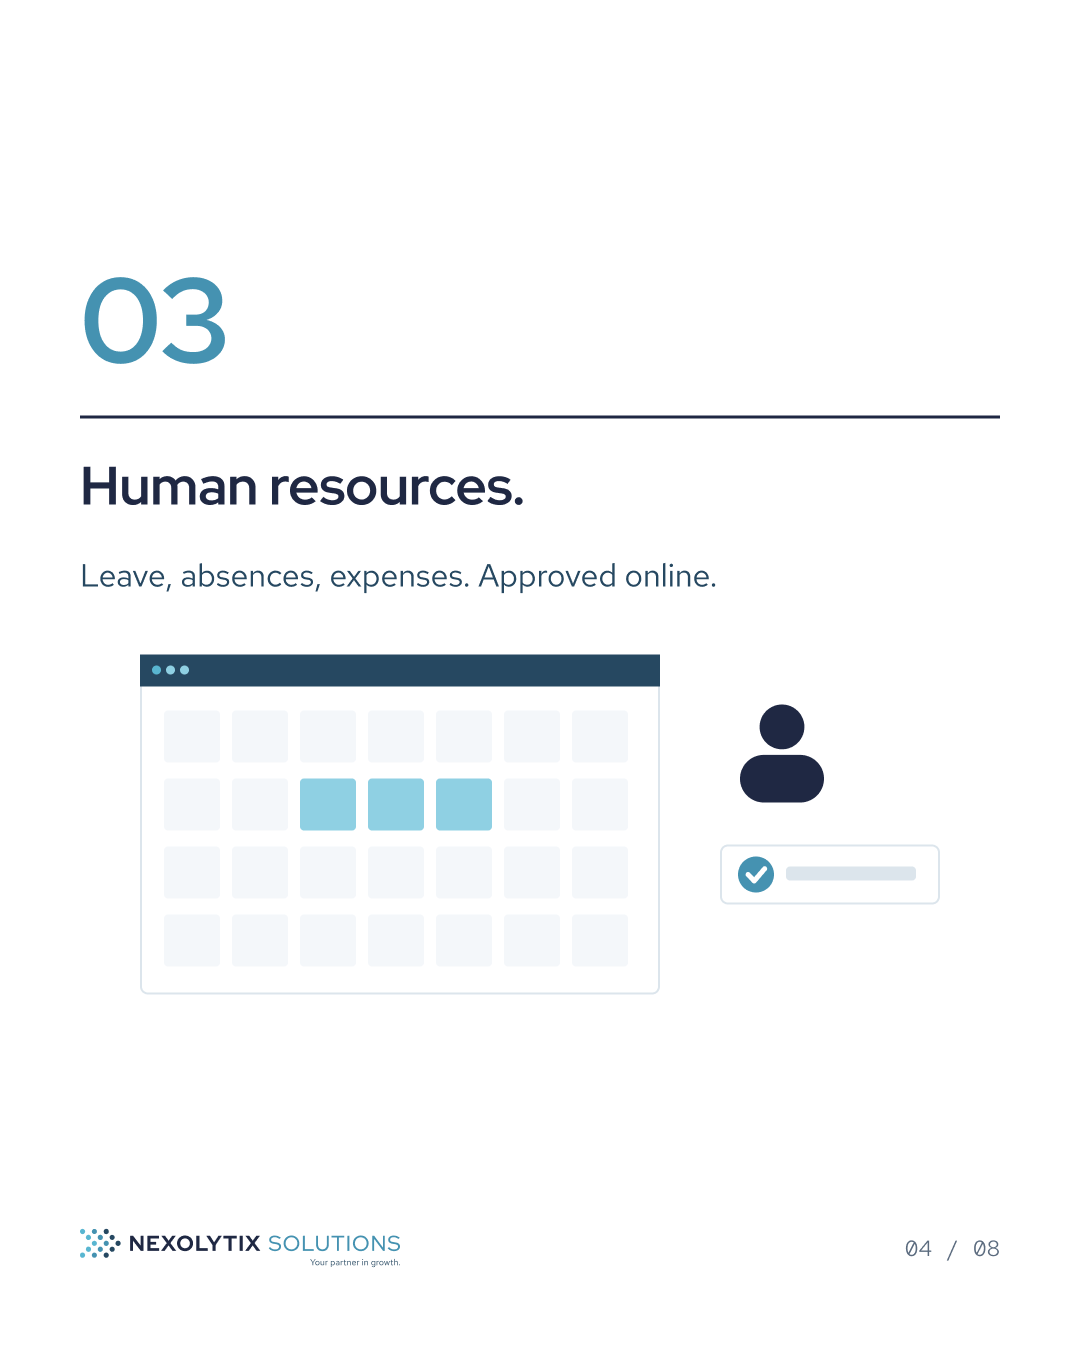 03
Human resources.
Leave, absences, expenses. Approved online.
NEXOLYTIX SOLUTIONS
Your partner in growth.
04 / 08